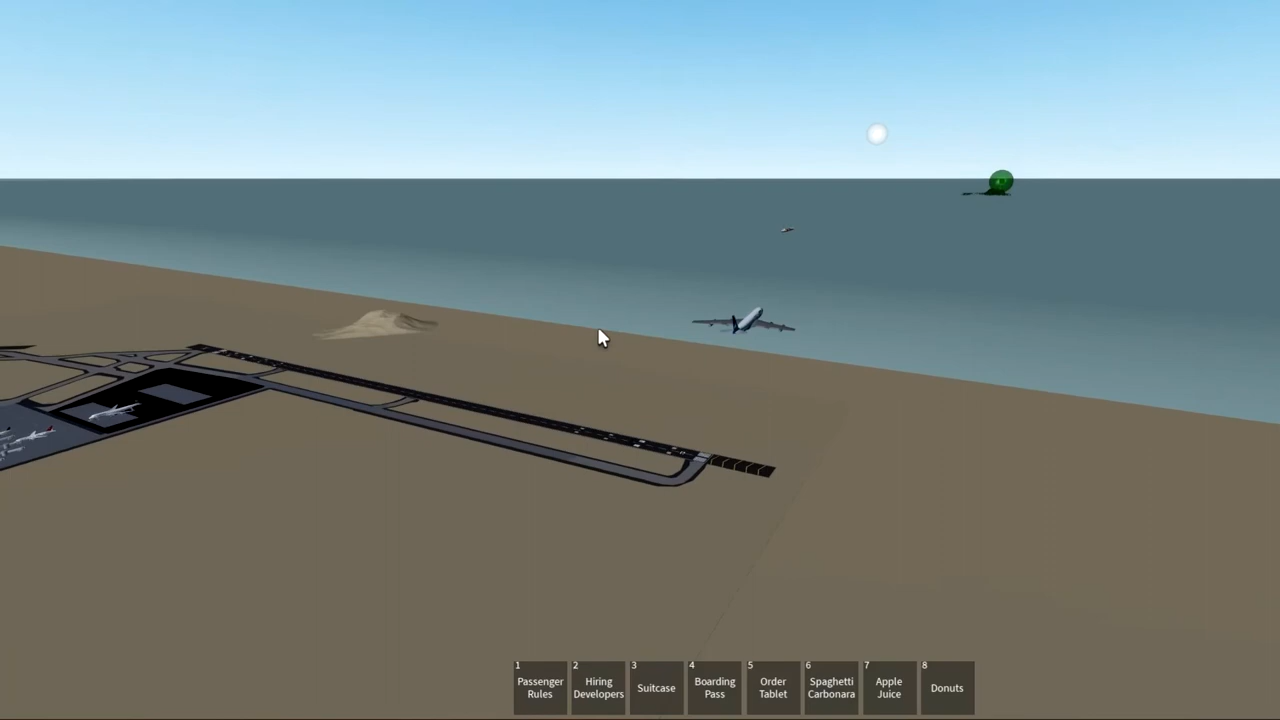 1
Passenger
Rules
2
Hiring
Developers
3
Suitcase
4
Boarding
Pass
5
Order
Tablet
6
Spaghetti
Carbonara
7
Apple
Juice
8
Donuts